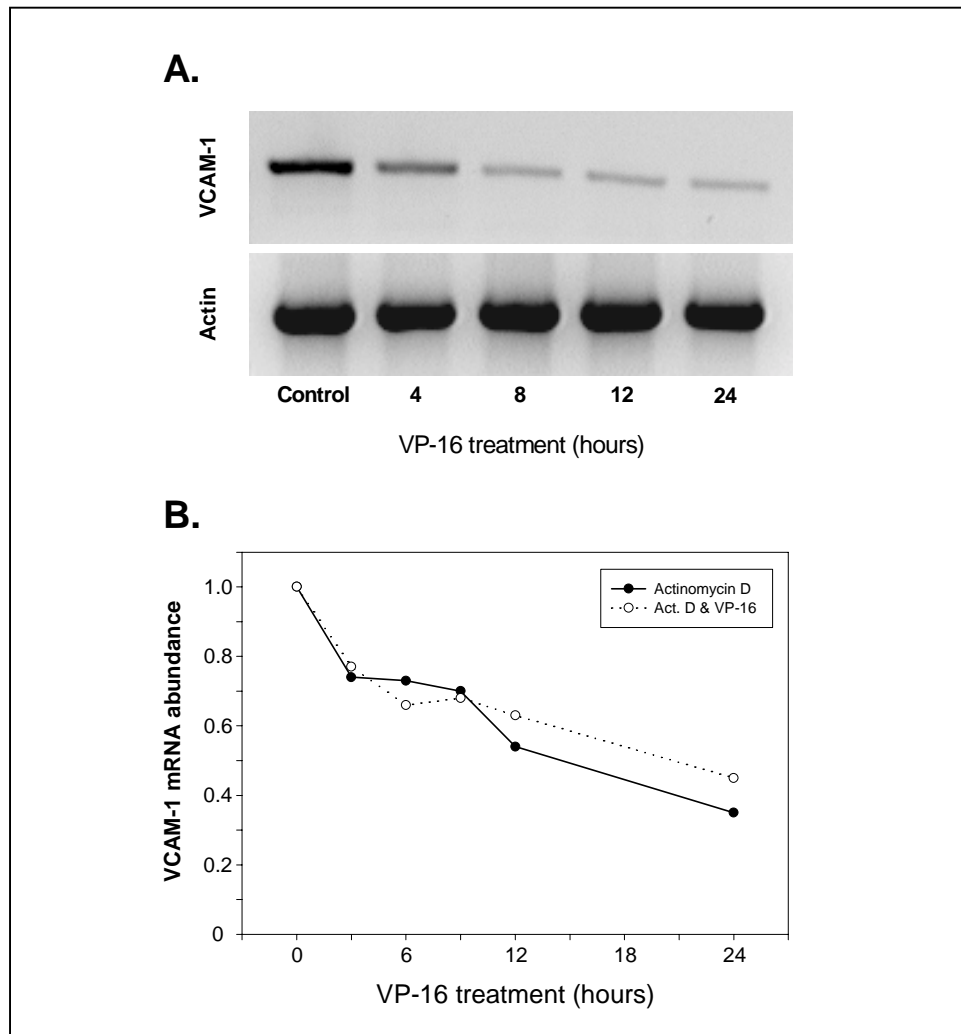 A.
VCAM-1
Actin
Control 4 8 12 24
VP-16 treatment (hours)
B.
VCAM-1 mRNA abundance
1.0
0.8
0.6
0.4
0.2
0
Actinomycin D
Act. D & VP-16
0 6 12 18 24
VP-16 treatment (hours)